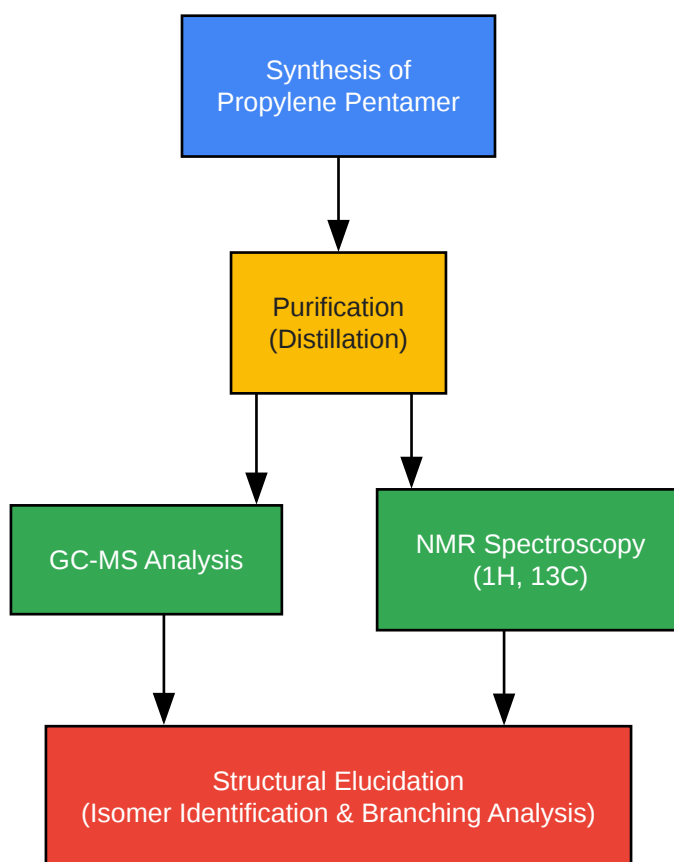 Synthesis of
Propylene Pentamer
Purification
(Distillation)
GC-MS Analysis
NMR Spectroscopy
(1H, 13C)
Structural Elucidation
(Isomer Identification & Branching Analysis)